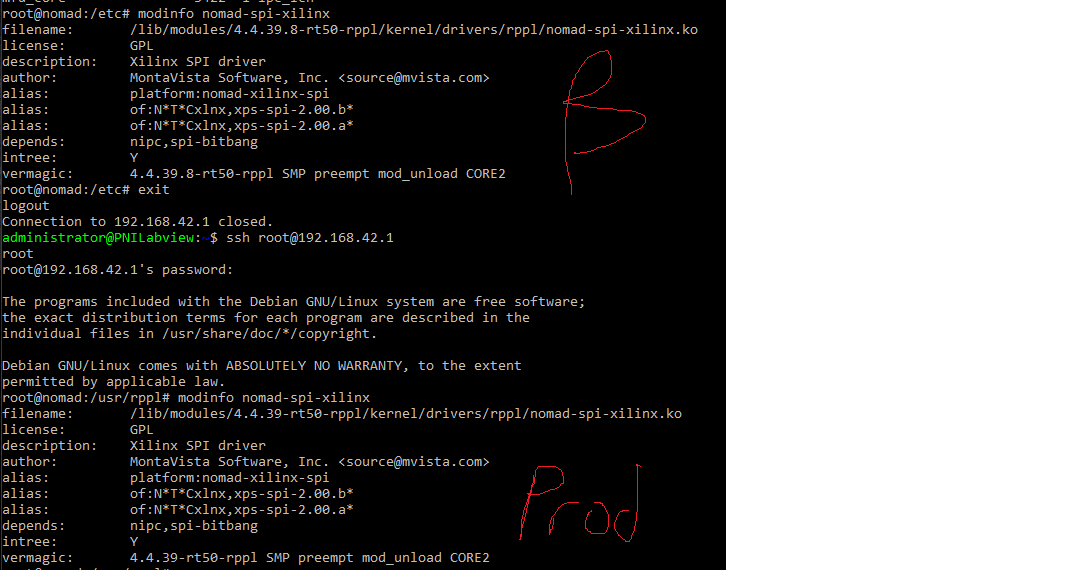 root@nomad:/etc# modinfo nomad-spi-xilinx
filename:       /lib/modules/4.4.39.8-rt50-rppl/kernel/drivers/rppl/nomad-spi-xilinx.ko
license:        GPL
description:    Xilinx SPI driver
author:         MontaVista Software, Inc. <source@mvista.com>
alias:          platform:nomad-xilinx-spi
alias:          of:N*T*Cxlnx,xps-spi-2.00.b*
alias:          of:N*T*Cxlnx,xps-spi-2.00.a*
depends:        nipc,spi-bitbang
intree:         Y
vermagic:       4.4.39.8-rt50-rppl SMP preempt mod_unload CORE2
B
root@nomad:/etc# exit
logout
Connection to 192.168.42.1 closed.
administrator@PNILabview:~$ ssh root@192.168.42.1
root
root@192.168.42.1's password:
The programs included with the Debian GNU/Linux system are free software;
the exact distribution terms for each program are described in the
individual files in /usr/share/doc/*/copyright.
Debian GNU/Linux comes with ABSOLUTELY NO WARRANTY, to the extent
permitted by applicable law.
root@nomad:/usr/rppl# modinfo nomad-spi-xilinx
filename:       /lib/modules/4.4.39-rt50-rppl/kernel/drivers/rppl/nomad-spi-xilinx.ko
license:        GPL
description:    Xilinx SPI driver
author:         MontaVista Software, Inc. <source@mvista.com>
alias:          platform:nomad-xilinx-spi
alias:          of:N*T*Cxlnx,xps-spi-2.00.b*
alias:          of:N*T*Cxlnx,xps-spi-2.00.a*
depends:        nipc,spi-bitbang
intree:         Y
vermagic:       4.4.39-rt50-rppl SMP preempt mod_unload CORE2
Prod